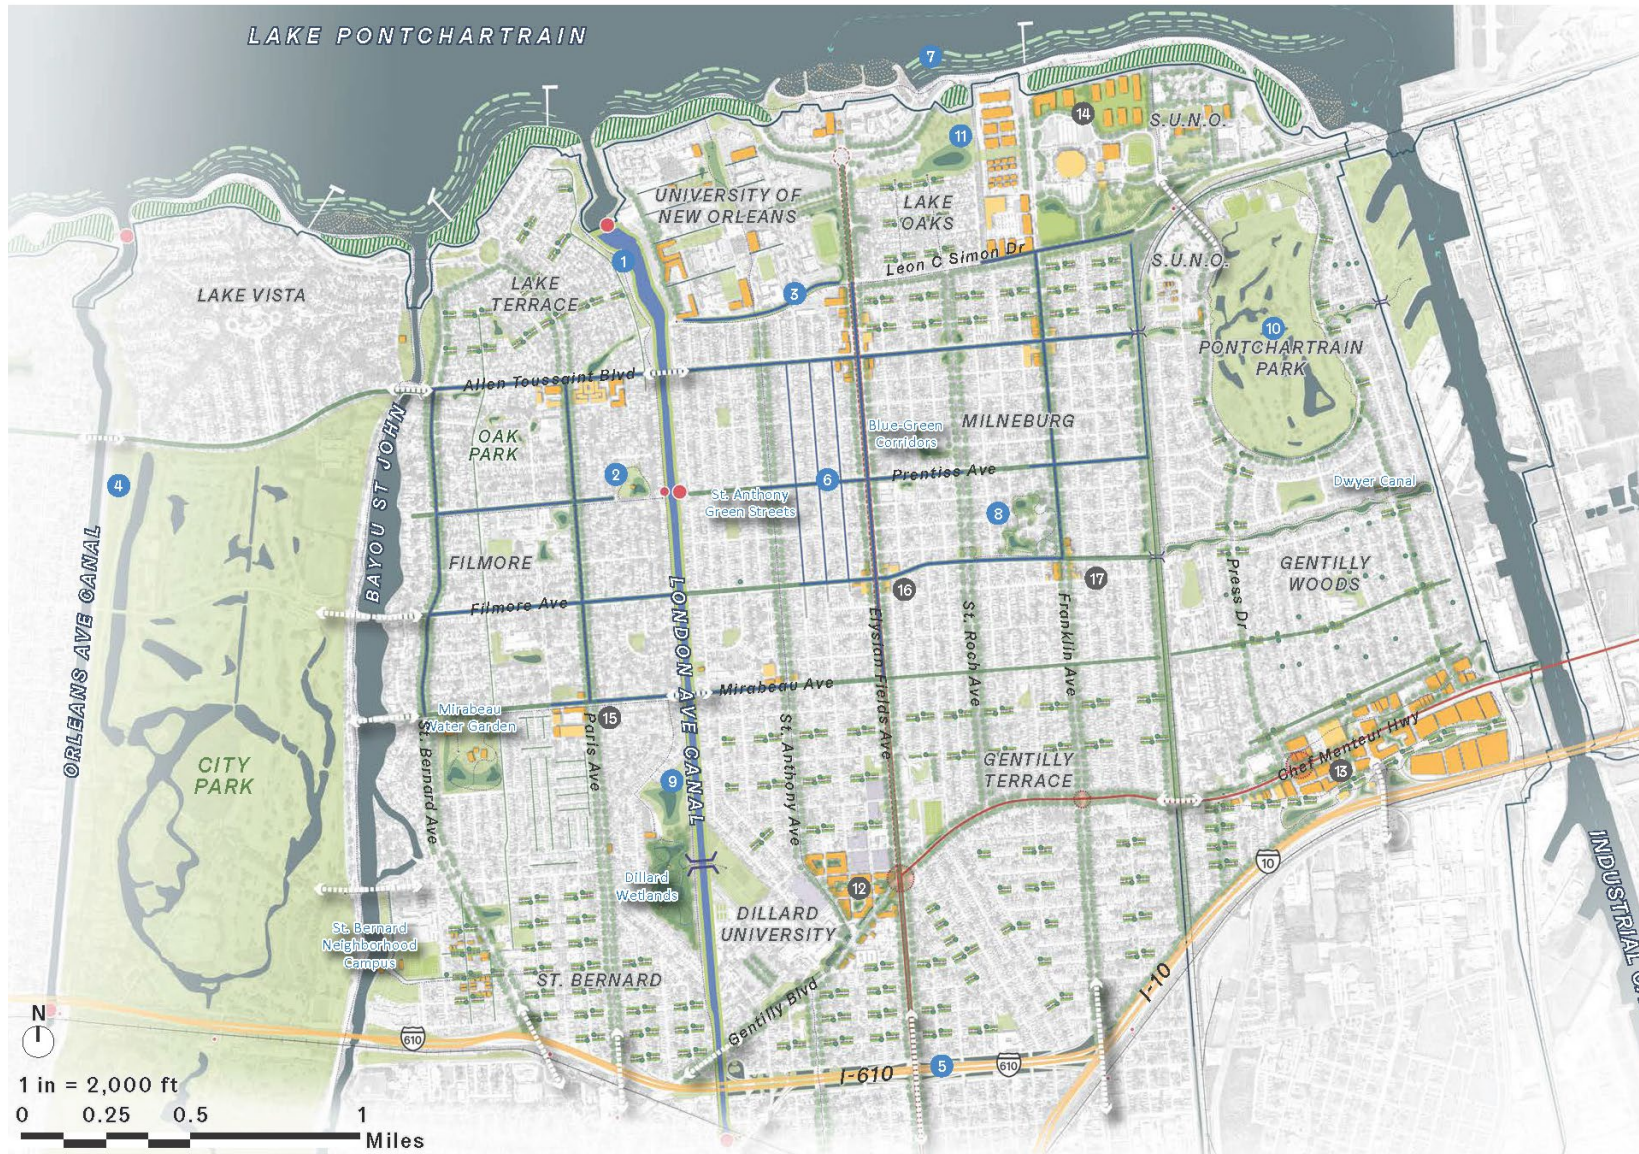 LAKE PONTCHARTRAIN
7
14
S.U.N.O.
11
UNIVERSITY OF
NEW ORLEANS
LAKE
OAKS
1
Leon C Simon Dr
S.U.N.O.
LAKE VISTA
LAKE
TERRACE
3
10
PONTCHARTRAIN
PARK
Allen Toussaint Blvd
BAYOU ST JOHN
OAK
PARK
Blue-Green
Corridors
MILNEBURG
4
2
6
Prentiss Ave
Dwyer Canal
St. Anthony
Green Streets
8
ORLEANS AVE CANAL
FILMORE
GENTILLY
WOODS
Press Dr
LONDON AVE CANAL
Filmore Ave
16
17
Elysian Fields Ave
St. Roch Ave
Franklin Ave
Mirabeau Ave
Mirabeau
Water Garden
15
St. Bernard Ave
Paris Ave
St. Anthony Ave
CITY
PARK
9
GENTILLY
TERRACE
Chef Menteur Hwy
13
10
INDUSTRIAL
Dillard
Wetlands
12
DILLARD
UNIVERSITY
St. Bernard
Neighborhood
Campus
ST. BERNARD
I-10
Gentilly Blvd
N
610
I-610
5
610
1 in = 2,000 ft
0 0.25 0.5 1
Miles